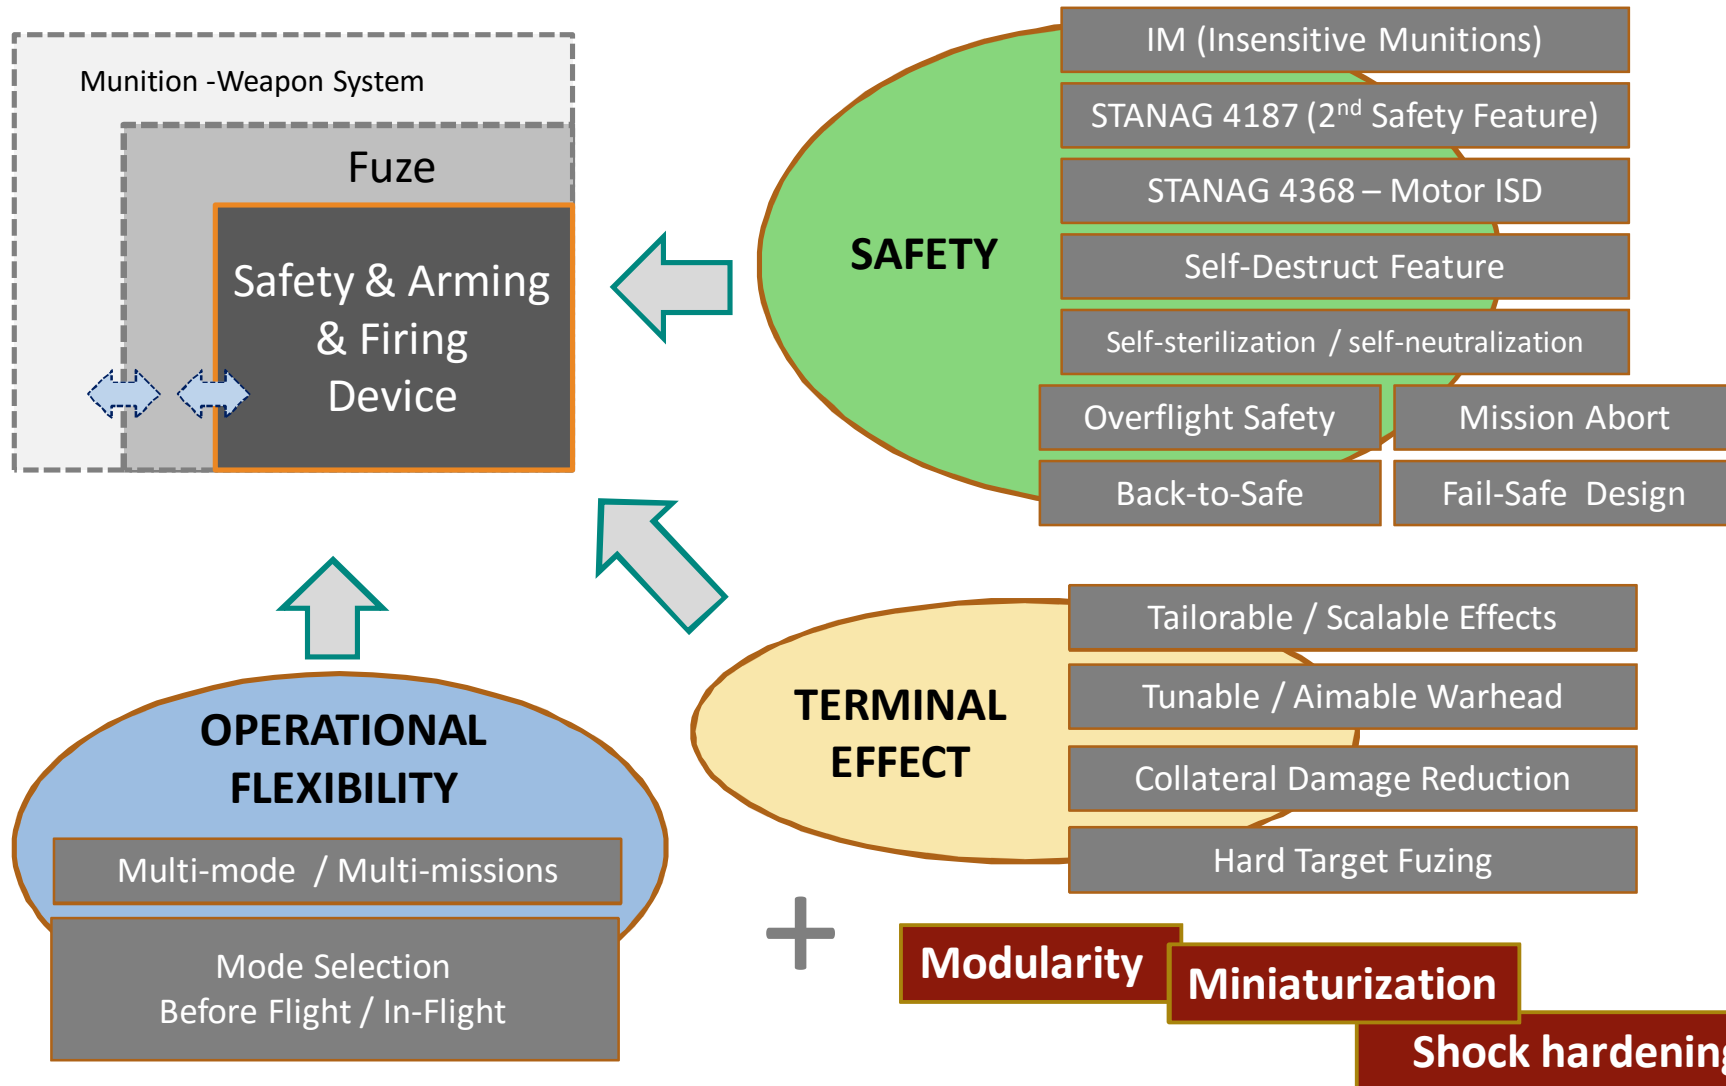 Munition -Weapon System
Fuze
Safety & Arming
& Firing
Device
SAFETY
IM (Insensitive Munitions)
STANAG 4187 (2nd Safety Feature)
STANAG 4368 – Motor ISD
Self-Destruct Feature
Self-sterilization / self-neutralization
Overflight Safety
Mission Abort
Back-to-Safe
Fail-Safe Design
OPERATIONAL
FLEXIBILITY
Multi-mode / Multi-missions
Mode Selection
Before Flight / In-Flight
TERMINAL
EFFECT
Tailorable / Scalable Effects
Tunable / Aimable Warhead
Collateral Damage Reduction
Hard Target Fuzing
+
Modularity
Miniaturization
Shock hardening